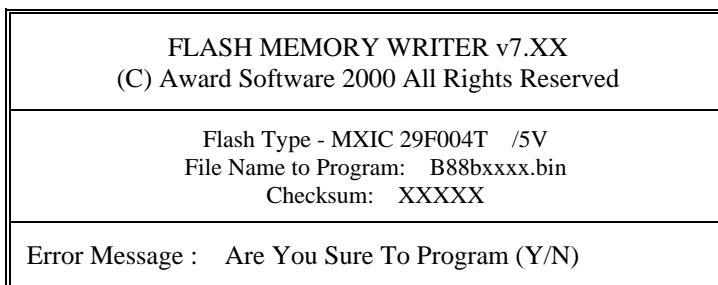 FLASH MEMORY WRITER v7.XX
(C) Award Software 2000 All Rights Reserved
Flash Type - MXIC 29F004T /5V
File Name to Program: B88bxxxx.bin
Checksum: XXXXX
Error Message : Are You Sure To Program (Y/N)